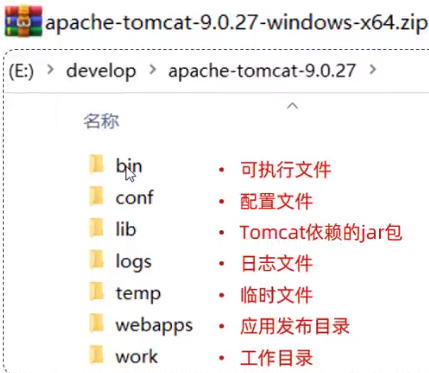 apache-tomcat-9.0.27-windows-x64.zip
(E:) > develop > apache-tomcat-9.0.27 >
名称
bin • 可执行文件
conf • 配置文件
lib • Tomcat依赖的jar包
logs • 日志文件
temp • 临时文件
webapps • 应用发布目录
work • 工作目录